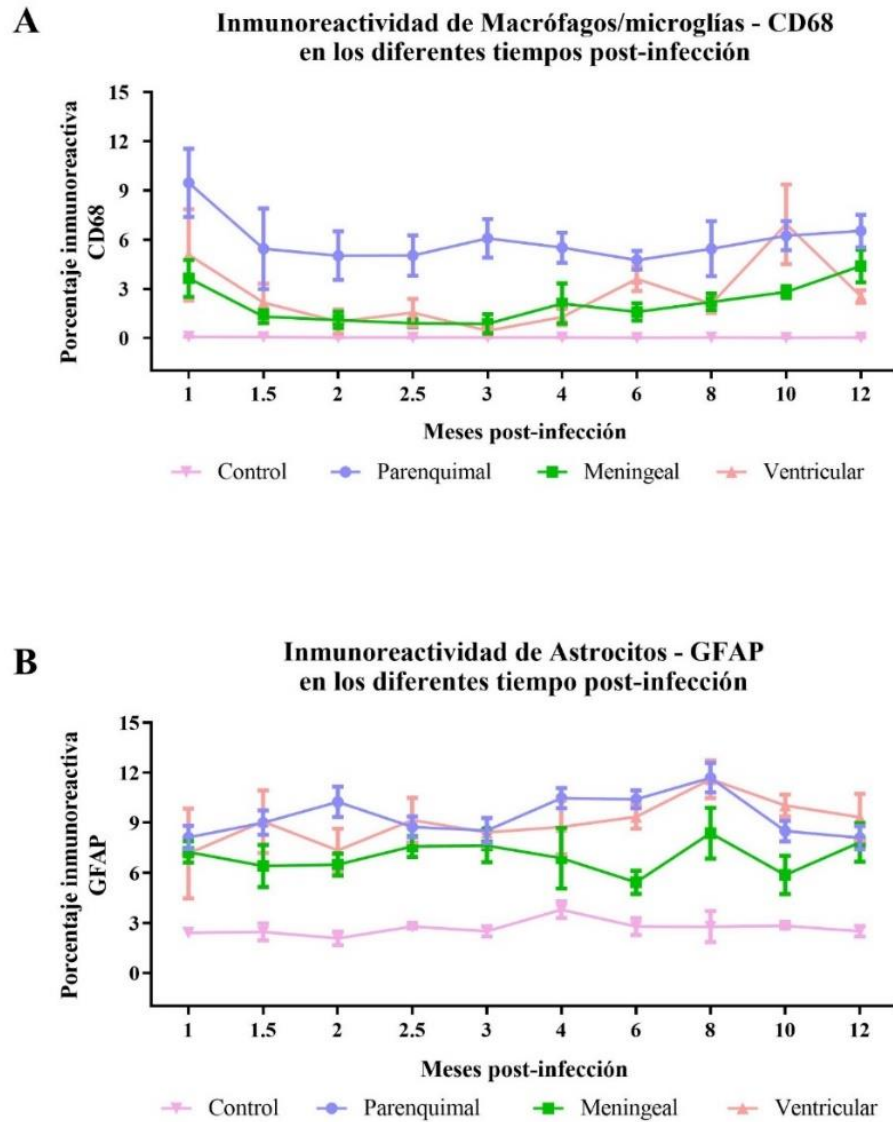 A
Inmunoreactividad de Macrófagos/microglías - CD68
en los diferentes tiempos post-infección
Porcentaje inmunoreactiva
CD68
15
12
9
6
3
0
1 1.5 2 2.5 3 4 6 8 10 12
Meses post-infección
Control Parenquimal Meningeal Ventricular
B
Inmunoreactividad de Astrocitos - GFAP
en los diferentes tiempo post-infección
Porcentaje inmunoreactiva
GFAP
15
12
9
6
3
0
1 1.5 2 2.5 3 4 6 8 10 12
Meses post-infección
Control Parenquimal Meningeal Ventricular